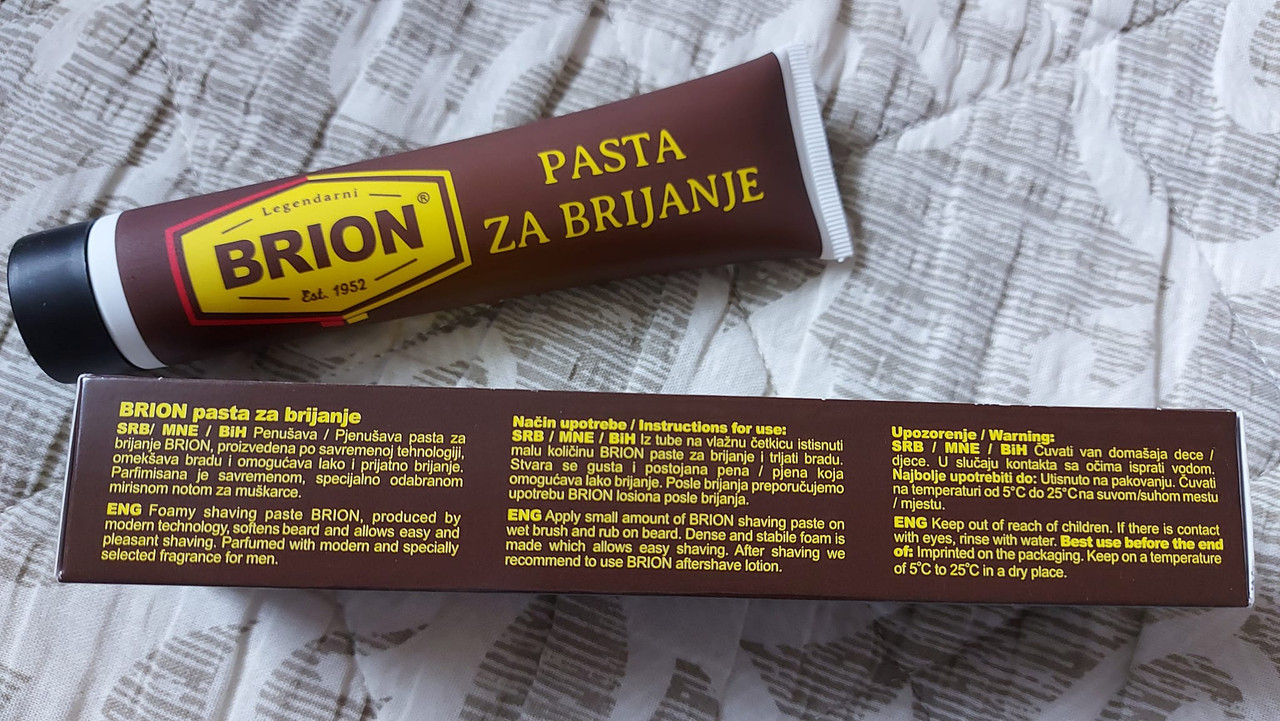 Legendarni
BRION®
Est. 1952
PASTA
ZA BRIJANJE
BRION pasta za brijanje
SRB/ MNE / BiH Penušava / Pjenušava pasta za
brijanje BRION, proizvedena po savremenoj tehnologiji,
omekšava bradu i omogućava lako i prijatno brijanje.
Parfimisana je savremenom, specijalno odabranom
mirisnom notom za muškarce.
ENG Foamy shaving paste BRION, produced by
modern technology, softens beard and allows easy and
pleasant shaving. Parfumed with modern and specially
selected fragrance for men.
Način upotrebe / Instructions for use:
SRB / MNE / BiH Iz tube na vlažnu četkicu istisnuti
malu količinu BRION paste za brijanje i trljati bradu.
Stvara se gusta i postojana pena / pjena koja
omogućava lako brijanje. Posle brijanja preporučujemo
upotrebu BRION losiona posle brijanja.
ENG Apply small amount of BRION shaving paste on
wet brush and rub on beard. Dense and stabile foam is
made which allows easy shaving. After shaving we
recommend to use BRION aftershave lotion.
Upozorenje / Warning:
SRB / MNE / BiH Čuvati van domašaja dece /
djece. U slučaju kontakta sa očima isprati vodom.
Najbolje upotrebiti do: Utisnuto na pakovanju. Čuvati
na temperaturi od 5°C do 25°C na suvom/suhom mestu
/ mjestu.
ENG Keep out of reach of children. If there is contact
with eyes, rinse with water. Best use before the end
of: Imprinted on the packaging. Keep on a temperature
of 5°C to 25°C in a dry place.